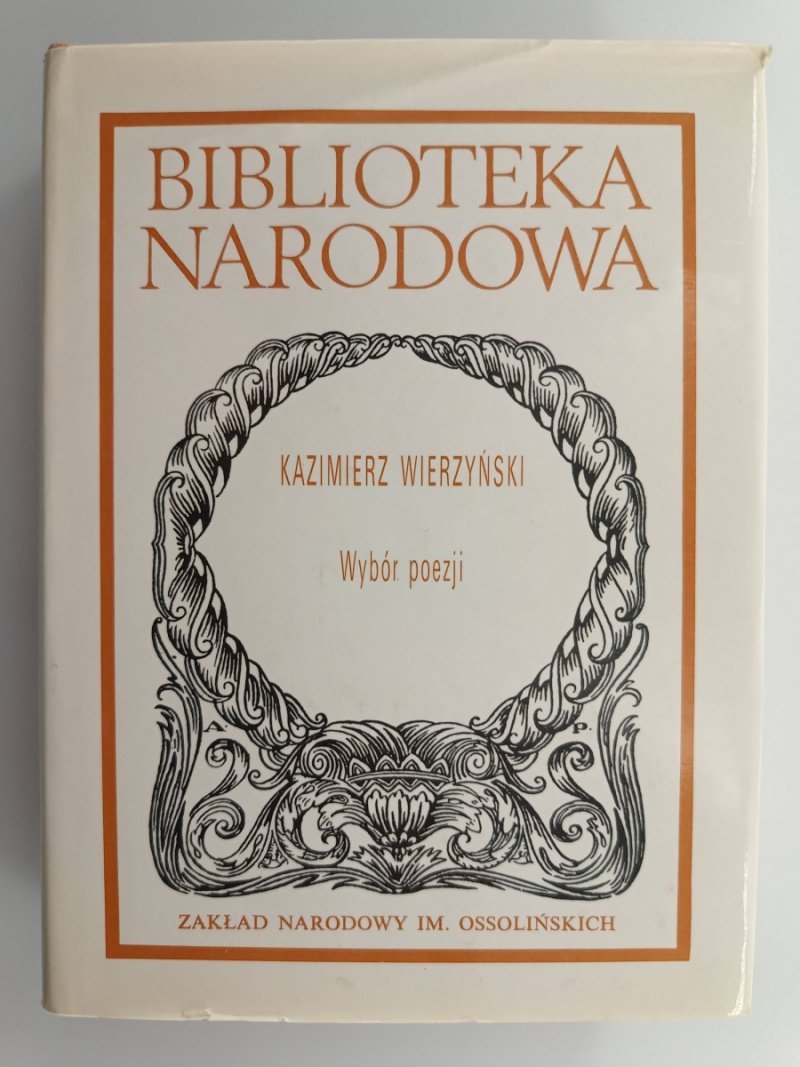 BIBLIOTEKA
NARODOWA
KAZIMIERZ WIERZYŃSKI
Wybór poezji
A. P.
ZAKŁAD NARODOWY IM. OSSOLIŃSKICH